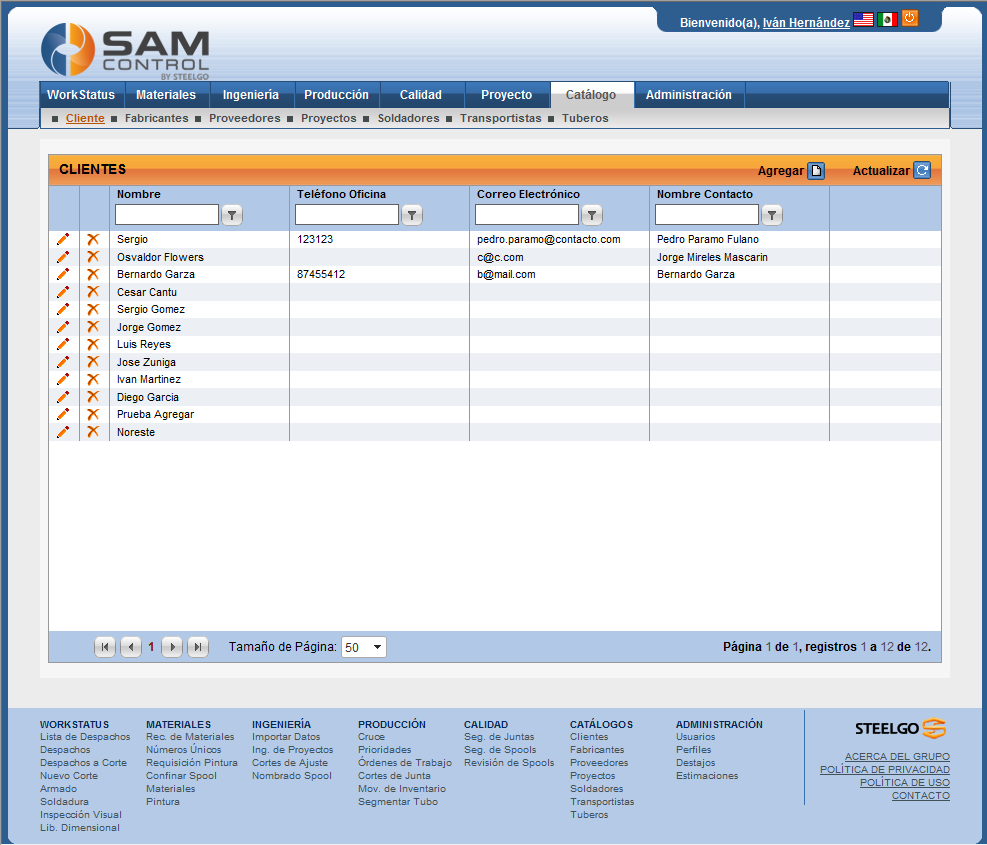 Bienvenido(a), Iván Hernández
SAM
CONTROL
BY STEELGO
WorkStatus Materiales Ingeniería Producción Calidad Proyecto Catálogo Administración
Cliente Fabricantes Proveedores Proyectos Soldadores Transportistas Tuberos
CLIENTES Agregar Actualizar
Nombre Teléfono Oficina Correo Electrónico Nombre Contacto
Sergio 123123 pedro.paramo@contacto.com Pedro Paramo Fulano
Osvaldor Flowers c@c.com Jorge Mireles Mascarin
Bernardo Garza 87455412 b@mail.com Bernardo Garza
Cesar Cantu
Sergio Gomez
Jorge Gomez
Luis Reyes
Jose Zuniga
Ivan Martinez
Diego Garcia
Prueba Agregar
Noreste
1 Tamaño de Página: 50 Página 1 de 1, registros 1 a 12 de 12.
WORKSTATUS MATERIALES INGENIERÍA PRODUCCIÓN CALIDAD CATÁLOGOS ADMINISTRACIÓN
Lista de Despachos Rec. de Materiales Importar Datos Cruce Seg. de Juntas Clientes Usuarios
Despachos Números Únicos Ing. de Proyectos Prioridades Seg. de Spools Fabricantes Perfiles
Despachos a Corte Requisición Pintura Cortes de Ajuste Órdenes de Trabajo Revisión de Spools Proveedores Destajos
Nuevo Corte Confinar Spool Nombrado Spool Cortes de Junta Proyectos Estimaciones
Armado Materiales Mov. de Inventario Soldadores
Soldadura Pintura Segmentar Tubo Transportistas
Inspección Visual Tuberos
Lib. Dimensional
STEELGO
ACERCA DEL GRUPO
POLÍTICA DE PRIVACIDAD
POLÍTICA DE USO
CONTACTO